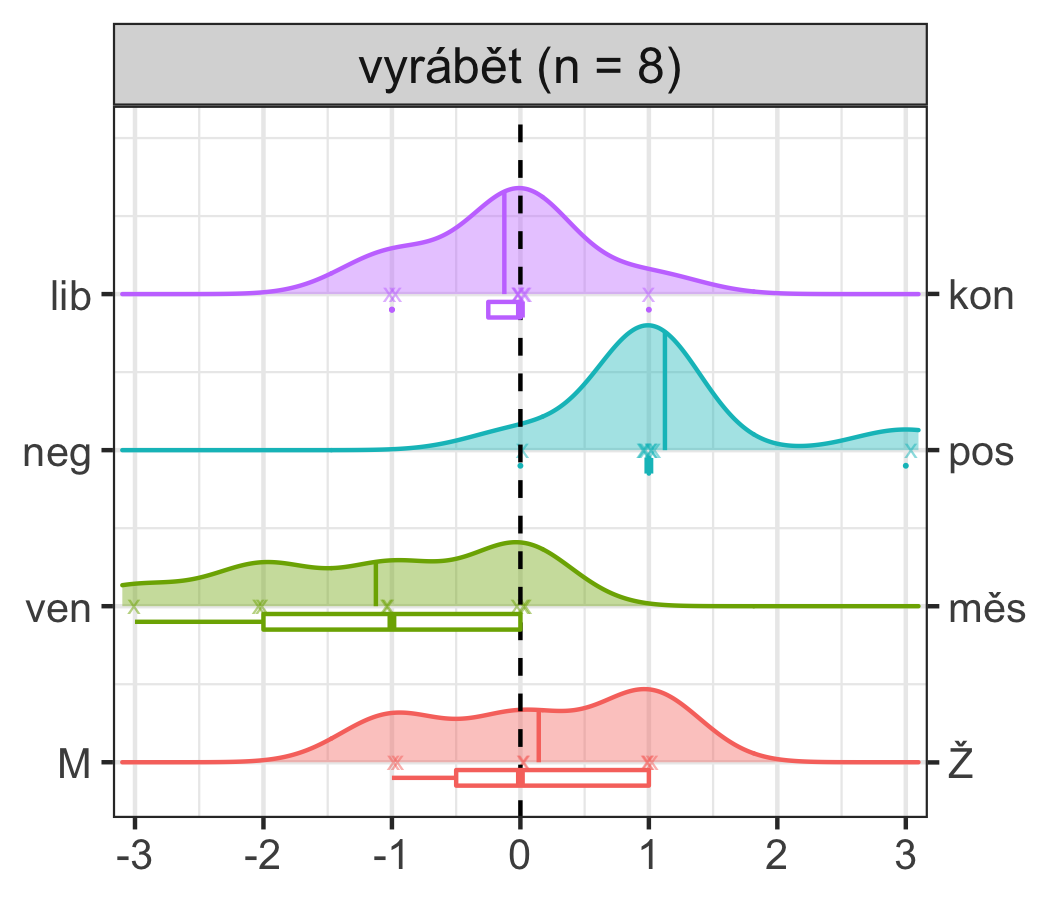 vyrábět (n = 8)
lib kon
neg pos
ven měs
M Ž
-3 -2 -1 0 1 2 3